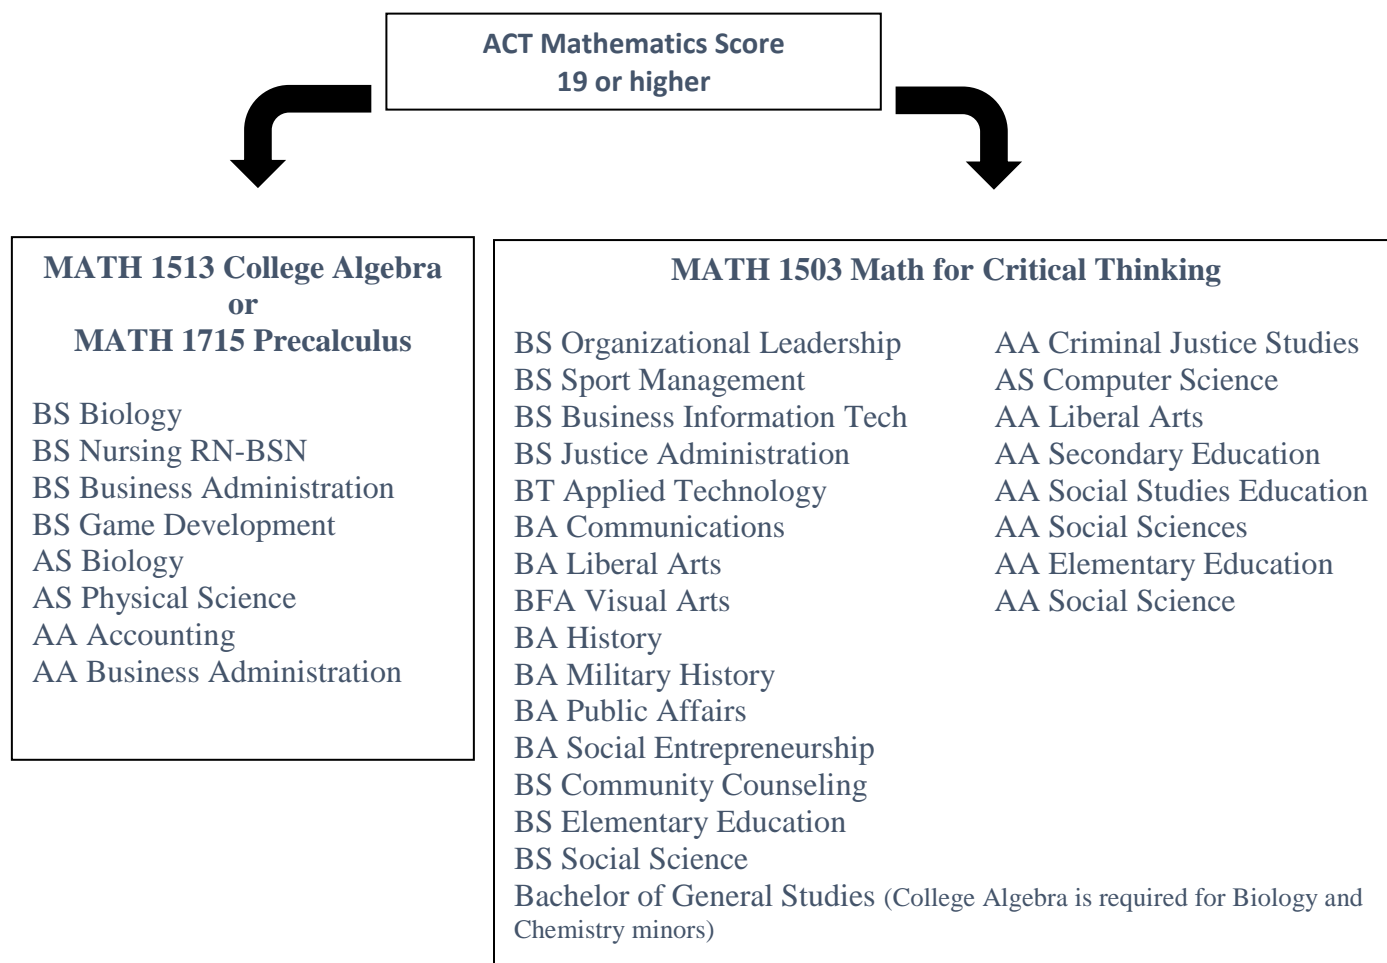 ACT Mathematics Score
19 or higher
MATH 1513 College Algebra
or
MATH 1715 Precalculus
BS Biology
BS Nursing RN-BSN
BS Business Administration
BS Game Development
AS Biology
AS Physical Science
AA Accounting
AA Business Administration
MATH 1503 Math for Critical Thinking
BS Organizational Leadership
BS Sport Management
BS Business Information Tech
BS Justice Administration
BT Applied Technology
BA Communications
BA Liberal Arts
BFA Visual Arts
BA History
BA Military History
BA Public Affairs
BA Social Entrepreneurship
BS Community Counseling
BS Elementary Education
BS Social Science
Bachelor of General Studies (College Algebra is required for Biology and
Chemistry minors)
AA Criminal Justice Studies
AS Computer Science
AA Liberal Arts
AA Secondary Education
AA Social Studies Education
AA Social Sciences
AA Elementary Education
AA Social Science